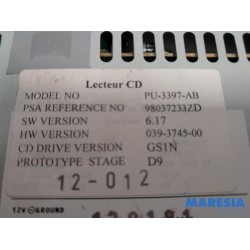 Lecteur CD
MODEL NO PU-3397-AB
PSA REFERENCE NO 98037233ZD
SW VERSION 6.17
HW VERSION 039-3745-00
CD DRIVE VERSION GS1N
PROTOTYPE STAGE D9
12-012
12V GROUND
MARESIA